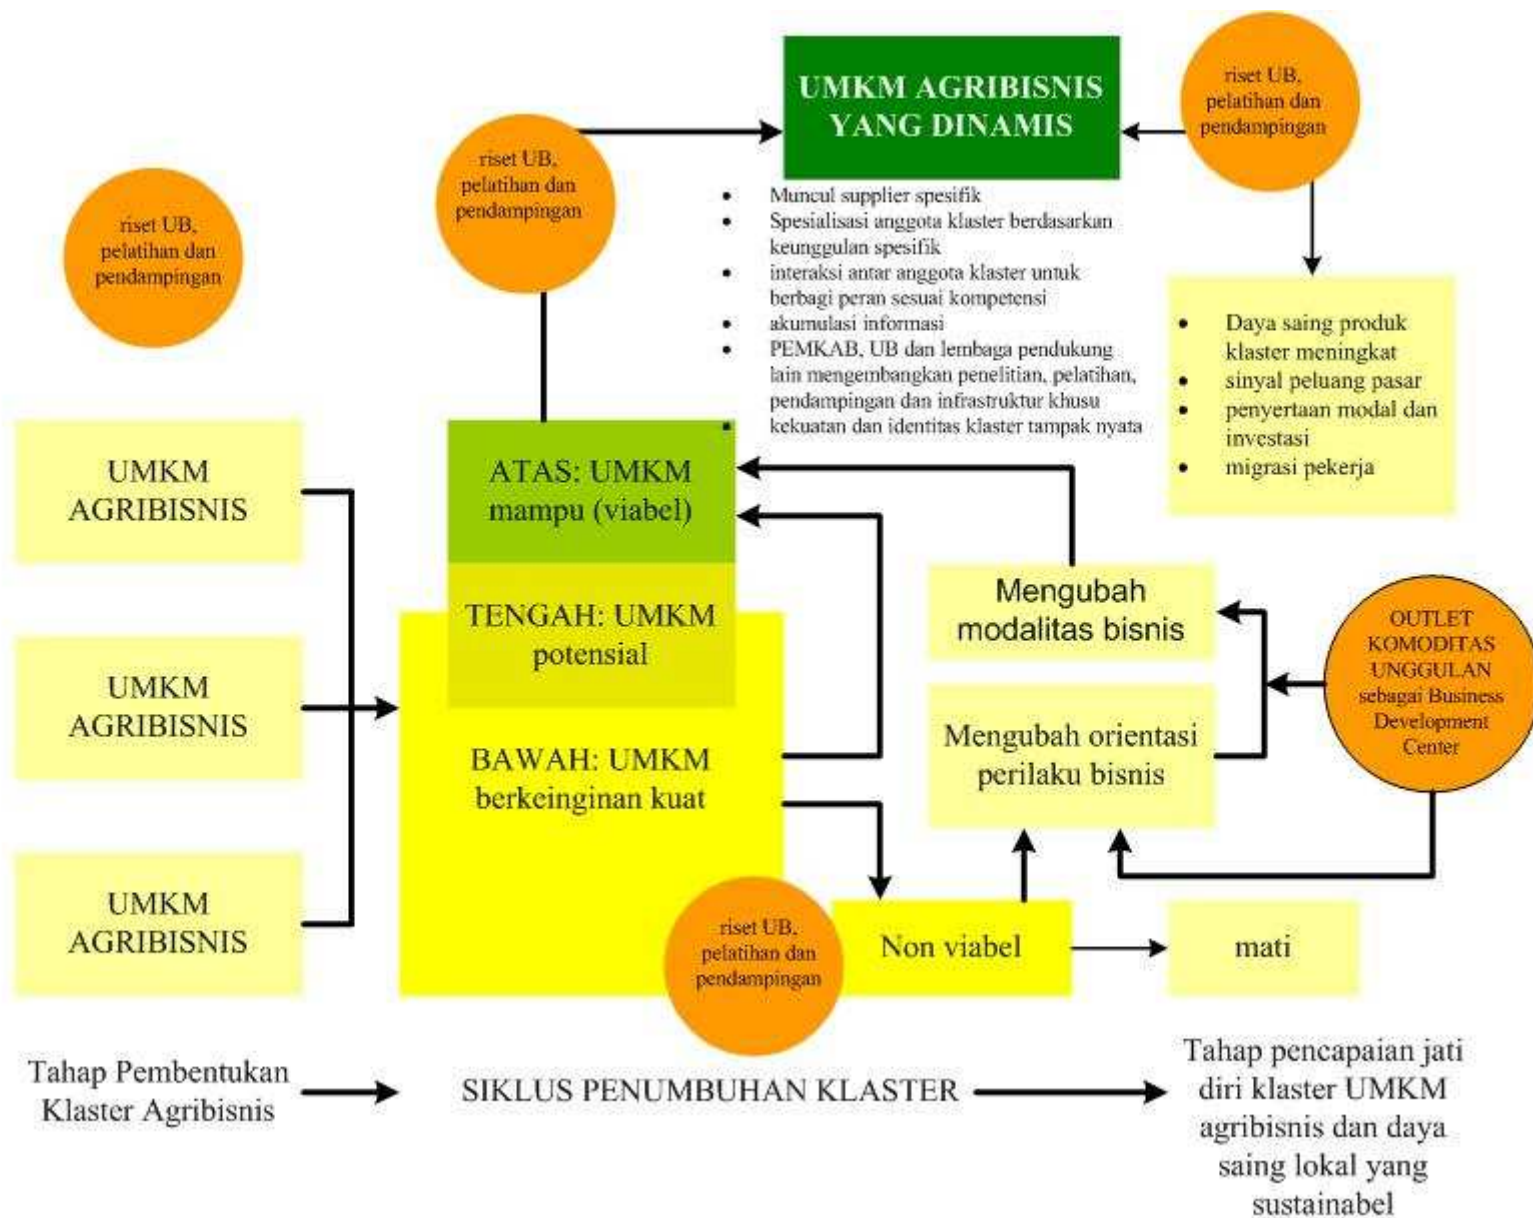 riset UB,
pelatihan dan
pendampingan
riset UB,
pelatihan dan
pendampingan
UMKM AGRIBISNIS
YANG DINAMIS
riset UB,
pelatihan dan
pendampingan
• Muncul supplier spesifik
• Spesialisasi anggota klaster berdasarkan
keunggulan spesifik
• interaksi antar anggota klaster untuk
berbagi peran sesuai kompetensi
• akumulasi informasi
• PEMKAB, UB dan lembaga pendukung
lain mengembangkan penelitian, pelatihan,
pendampingan dan infrastruktur khusu
• kekuatan dan identitas klaster tampak nyata
• Daya saing produk
klaster meningkat
• sinyal peluang pasar
• penyertaan modal dan
investasi
• migrasi pekerja
UMKM
AGRIBISNIS
UMKM
AGRIBISNIS
UMKM
AGRIBISNIS
ATAS: UMKM
mampu (viabel)
TENGAH: UMKM
potensial
BAWAH: UMKM
berkeinginan kuat
Mengubah
modalitas bisnis
Mengubah orientasi
perilaku bisnis
OUTLET
KOMODITAS
UNGGULAN
sebagai Business
Development
Center
riset UB,
pelatihan dan
pendampingan
Non viabel
mati
Tahap Pembentukan
Klaster Agribisnis
SIKLUS PENUMBUHAN KLASTER
Tahap pencapaian jati
diri klaster UMKM
agribisnis dan daya
saing lokal yang
sustainabel